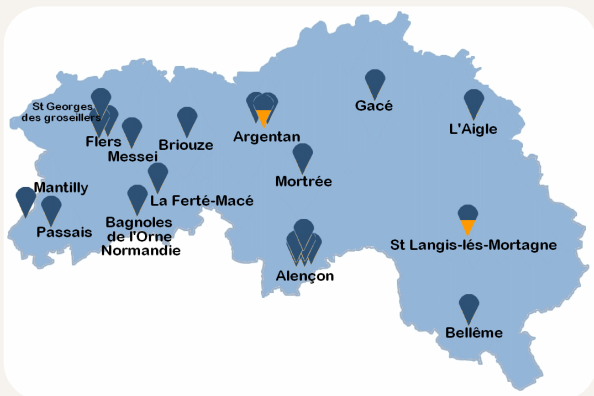 Gacé
St Georges
des groseillers
L'Aigle
Argentan
Flers
Briouze
Messei
Mortrée
Mantilly
La Ferté-Macé
Passais
Bagnoles
de l'Orne
Normandie
St Langis-lés-Mortagne
Alençon
Bellême